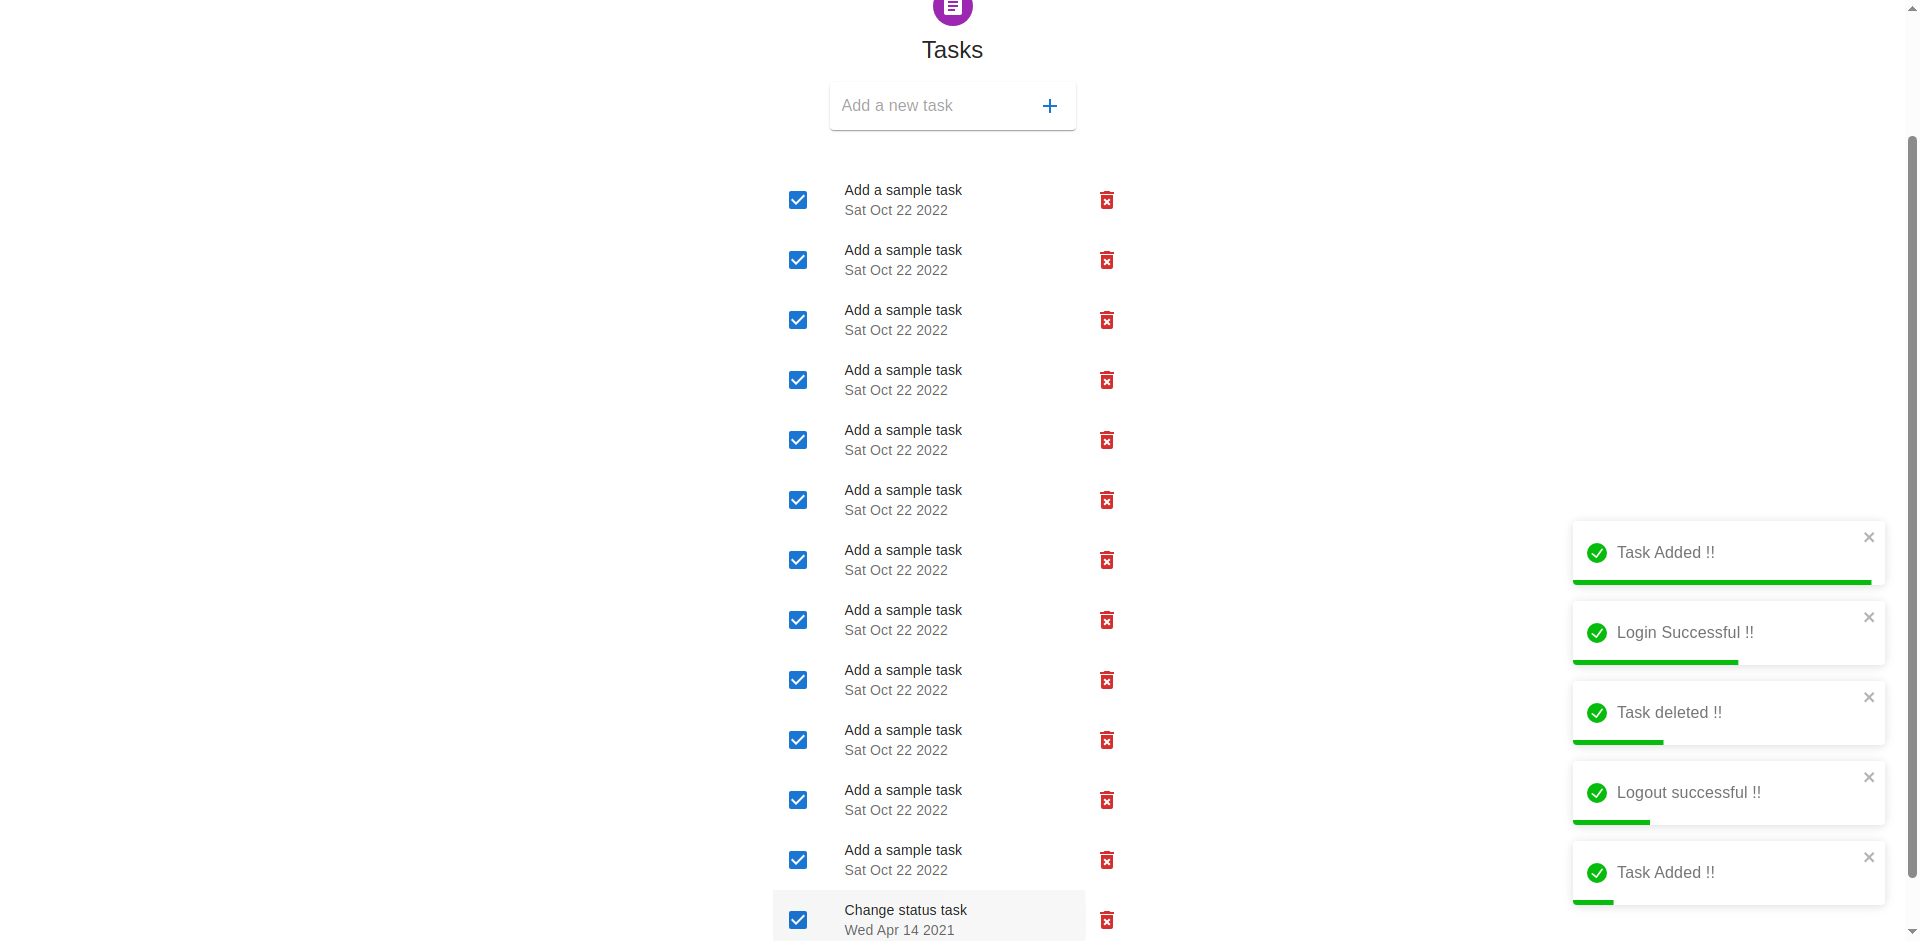 Tasks
Add a new task
Add a sample task
Sat Oct 22 2022
Add a sample task
Sat Oct 22 2022
Add a sample task
Sat Oct 22 2022
Add a sample task
Sat Oct 22 2022
Add a sample task
Sat Oct 22 2022
Add a sample task
Sat Oct 22 2022
Add a sample task
Sat Oct 22 2022
Add a sample task
Sat Oct 22 2022
Add a sample task
Sat Oct 22 2022
Add a sample task
Sat Oct 22 2022
Add a sample task
Sat Oct 22 2022
Add a sample task
Sat Oct 22 2022
Change status task
Wed Apr 14 2021
Task Added !!
Login Successful !!
Task deleted !!
Logout successful !!
Task Added !!